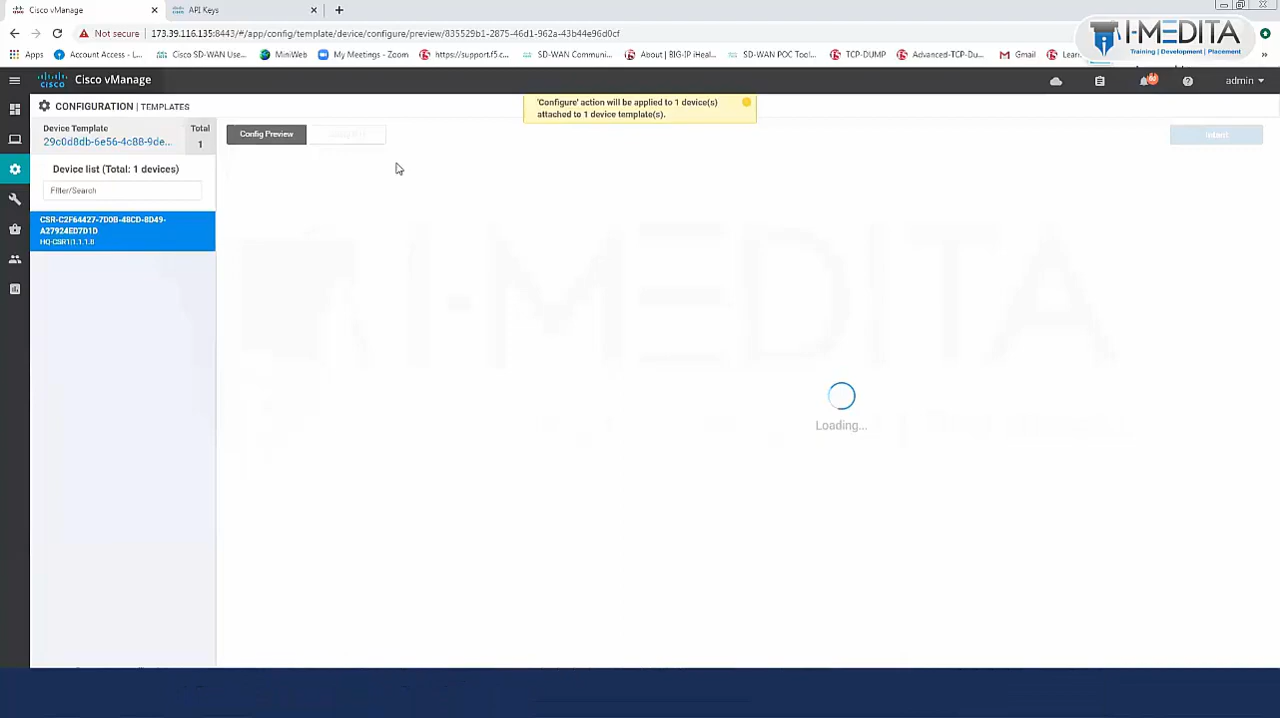 Cisco vManage
API Keys
Not secure
173.39.116.135:8443/#/app/config/template/device/configure/preview/835529b1-2875-46d1-962a-43b44e96d0cf
Apps
Account Access - L...
Cisco SD-WAN Use...
MiniWeb
My Meetings - Zoom
https://support.f5.c...
SD-WAN Communi...
About | BIG-IP iHeal...
SD-WAN POC Tool...
TCP-DUMP
Advanced-TCP-Du...
Gmail
Learn
»
I-MEDITA
Training | Development | Placement
CISCO
Cisco vManage
admin
CONFIGURATION | TEMPLATES
'Configure' action will be applied to 1 device(s)
attached to 1 device template(s).
Device Template
Total
29c0d8db-6e56-4c88-9de...
1
Config Preview
Device list (Total: 1 devices)
Filter/Search
CSR-C2F64427-7D0B-48CD-8D49-
A27924ED7D1D
HQ-CSR1|1.1.1.0
I-MEDITA
Loading...